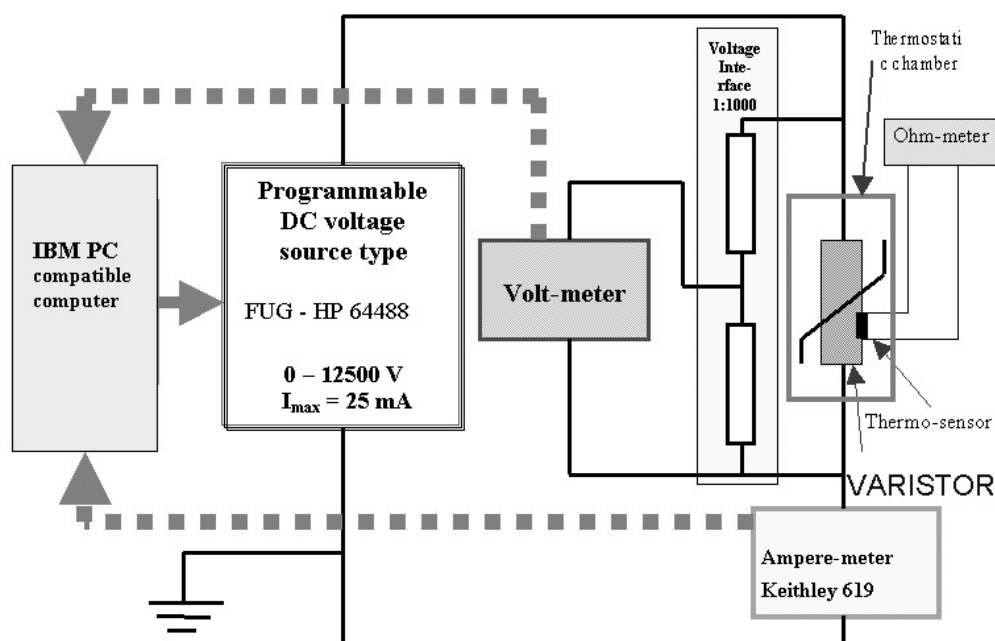 Voltage
Inte-
rface
1:1000
Thermostati
c chamber
Ohm-meter
IBM PC
compatible
computer
Programmable
DC voltage
source type
FUG - HP 64488
0 – 12500 V
Imax = 25 mA
Volt-meter
Thermo-sensor
VARISTOR
Ampere-meter
Keithley 619